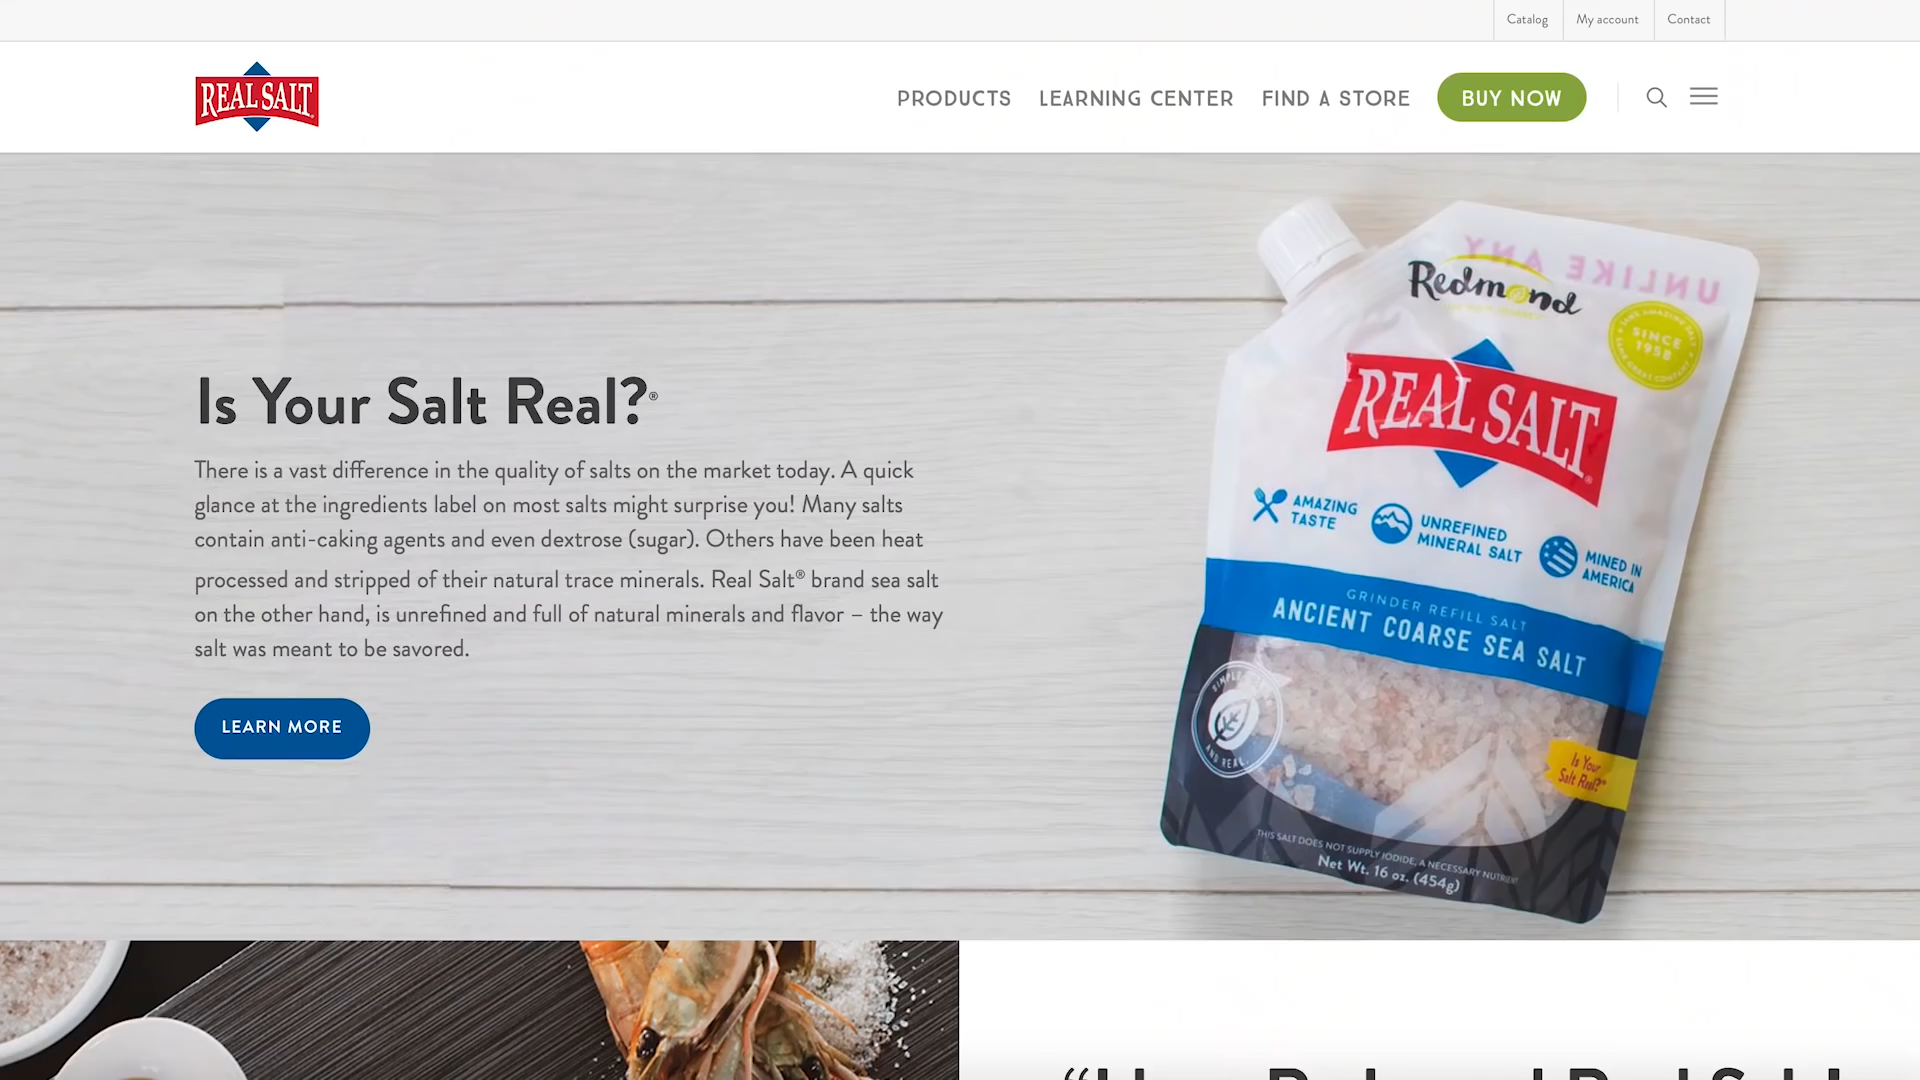 Catalog
My account
Contact
REAL SALT
PRODUCTS
LEARNING CENTER
FIND A STORE
BUY NOW
Is Your Salt Real?®
There is a vast difference in the quality of salts on the market today. A quick
glance at the ingredients label on most salts might surprise you! Many salts
contain anti-caking agents and even dextrose (sugar). Others have been heat
processed and stripped of their natural trace minerals. Real Salt® brand sea salt
on the other hand, is unrefined and full of natural minerals and flavor – the way
salt was meant to be savored.
LEARN MORE
UNLIKE ANY
Redmond
SINCE
1958
REAL SALT
AMAZING
TASTE
UNREFINED
MINERAL SALT
MINED IN
AMERICA
GRINDER REFILL SALT
ANCIENT COARSE SEA SALT
AND REAL
Is Your
Salt Real?®
THIS SALT DOES NOT SUPPLY IODIDE, A NECESSARY NUTRIENT
Net Wt. 16 oz. (454g)